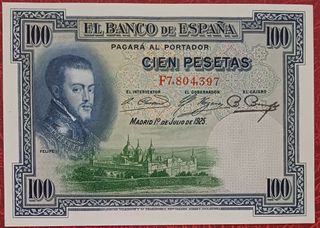 100 EL BANCO DE ESPAÑA 100
PAGARÁ AL PORTADOR
CIEN PESETAS
F7,804,397
EL INTERVENTOR EL GOBERNADOR EL CAJERO
MADRID 1º DE JULIO DE 1925.
FELIPE II
100 100